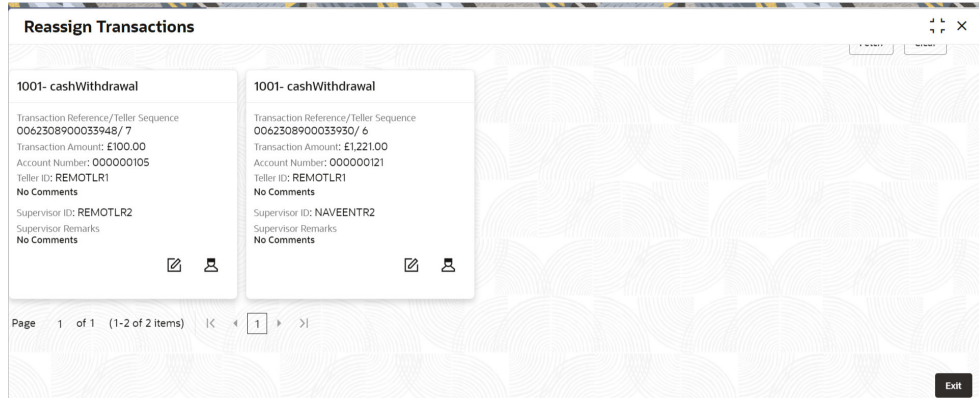 Reassign Transactions
Fetch Clear
1001- cashWithdrawal
Transaction Reference/Teller Sequence
0062308900033948/ 7
Transaction Amount: £100.00
Account Number: 000000105
Teller ID: REMOTLR1
No Comments
Supervisor ID: REMOTLR2
Supervisor Remarks
No Comments
1001- cashWithdrawal
Transaction Reference/Teller Sequence
0062308900033930/ 6
Transaction Amount: £1,221.00
Account Number: 000000121
Teller ID: REMOTLR1
No Comments
Supervisor ID: NAVEENTR2
Supervisor Remarks
No Comments
Page 1 of 1 (1-2 of 2 items) 1
Exit